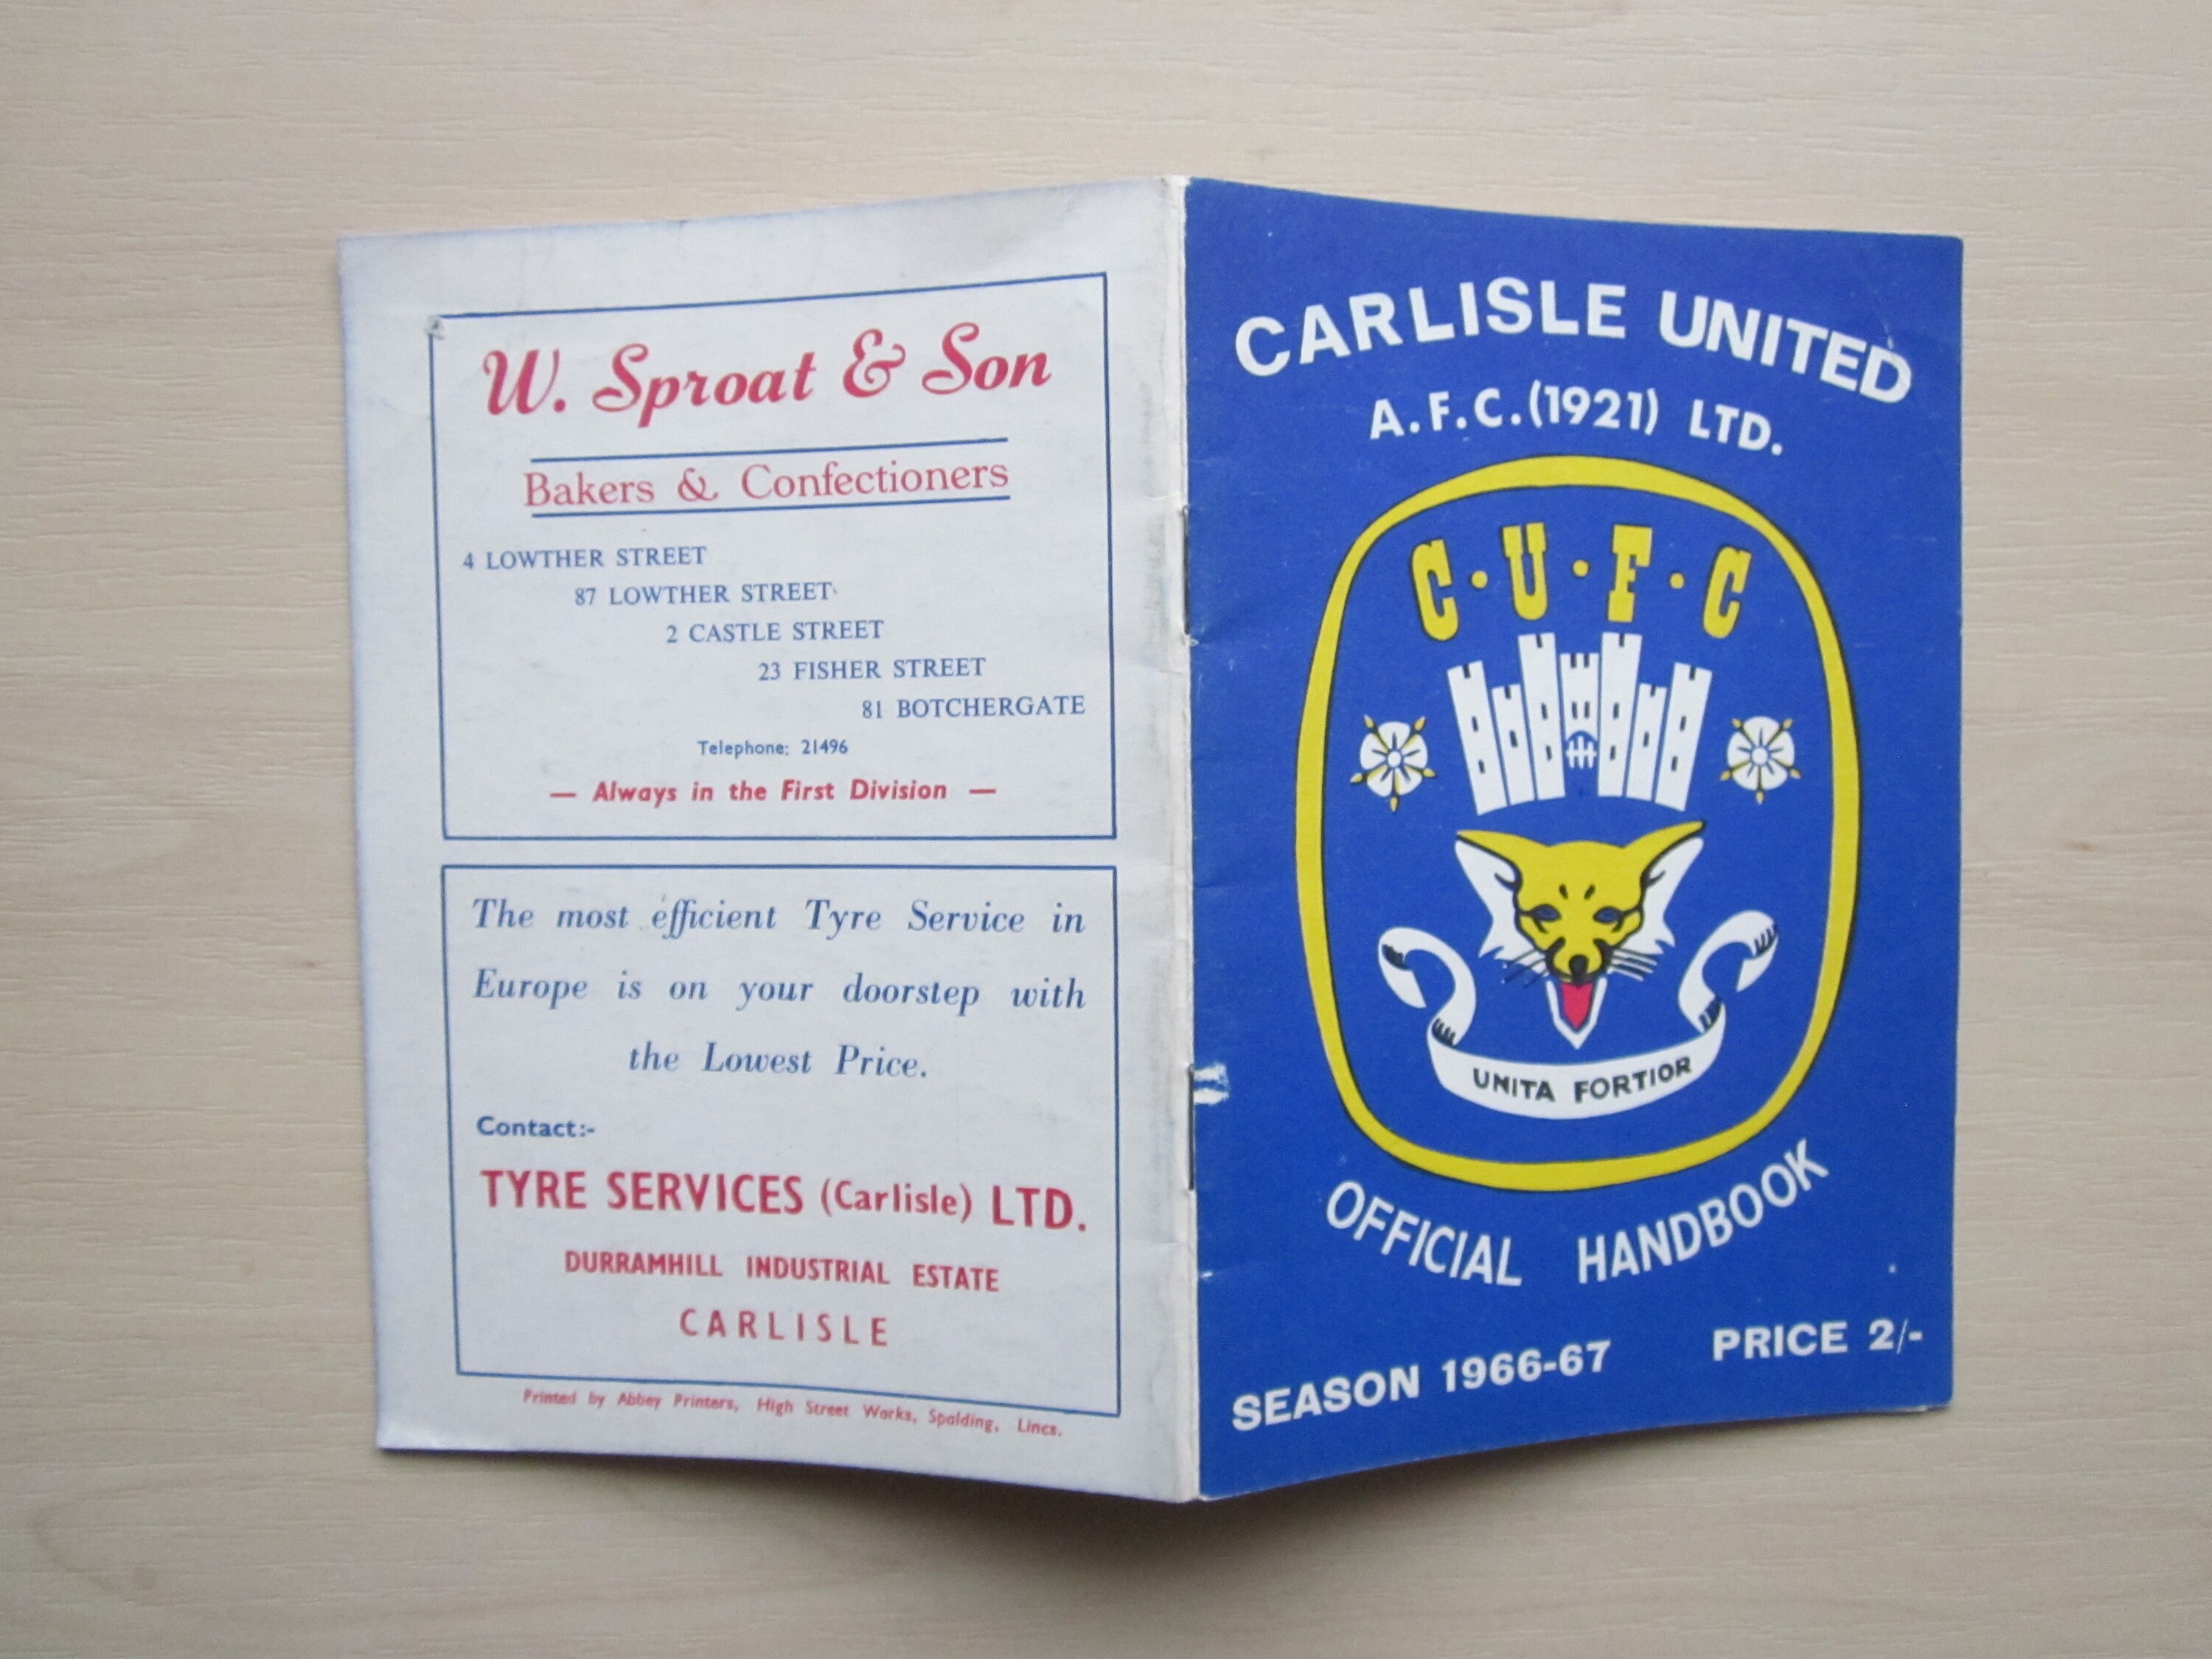 W. Sproat & Son
Bakers & Confectioners
4 LOWTHER STREET
87 LOWTHER STREET
2 CASTLE STREET
23 FISHER STREET
81 BOTCHERGATE
Telephone: 21496
— Always in the First Division —
The most efficient Tyre Service in
Europe is on your doorstep with
the Lowest Price.
Contact:-
TYRE SERVICES (Carlisle) LTD.
DURRAMHILL INDUSTRIAL ESTATE
CARLISLE
Printed by Abbey Printers, High Street Works, Spalding, Lincs.
CARLISLE UNITED
A.F.C.(1921) LTD.
C·U·F·C
UNITA FORTIOR
OFFICIAL HANDBOOK
SEASON 1966-67 PRICE 2/-